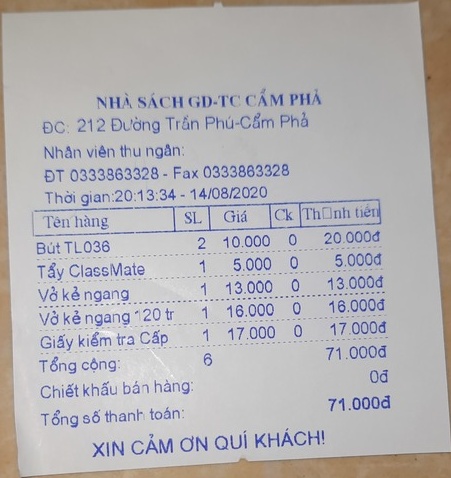 NHÀ SÁCH GD-TC CẨM PHẢ
ĐC: 212 Đường Trần Phú-Cẩm Phả
Nhân viên thu ngân:
ĐT 0333863328 - Fax 0333863328
Thời gian:20:13:34 - 14/08/2020
Tên hàng SL Giá Ck Th□nh tiền
Bút TL036 2 10.000 0 20.000đ
Tẩy ClassMate 1 5.000 0 5.000đ
Vở kẻ ngang 1 13.000 0 13.000đ
Vở kẻ ngang 120 tr 1 16.000 0 16.000đ
Giấy kiểm tra Cấp 1 17.000 0 17.000đ
Tổng cộng: 6 71.000đ
Chiết khấu bán hàng: 0đ
Tổng số thanh toán: 71.000đ
XIN CẢM ƠN QUÍ KHÁCH!